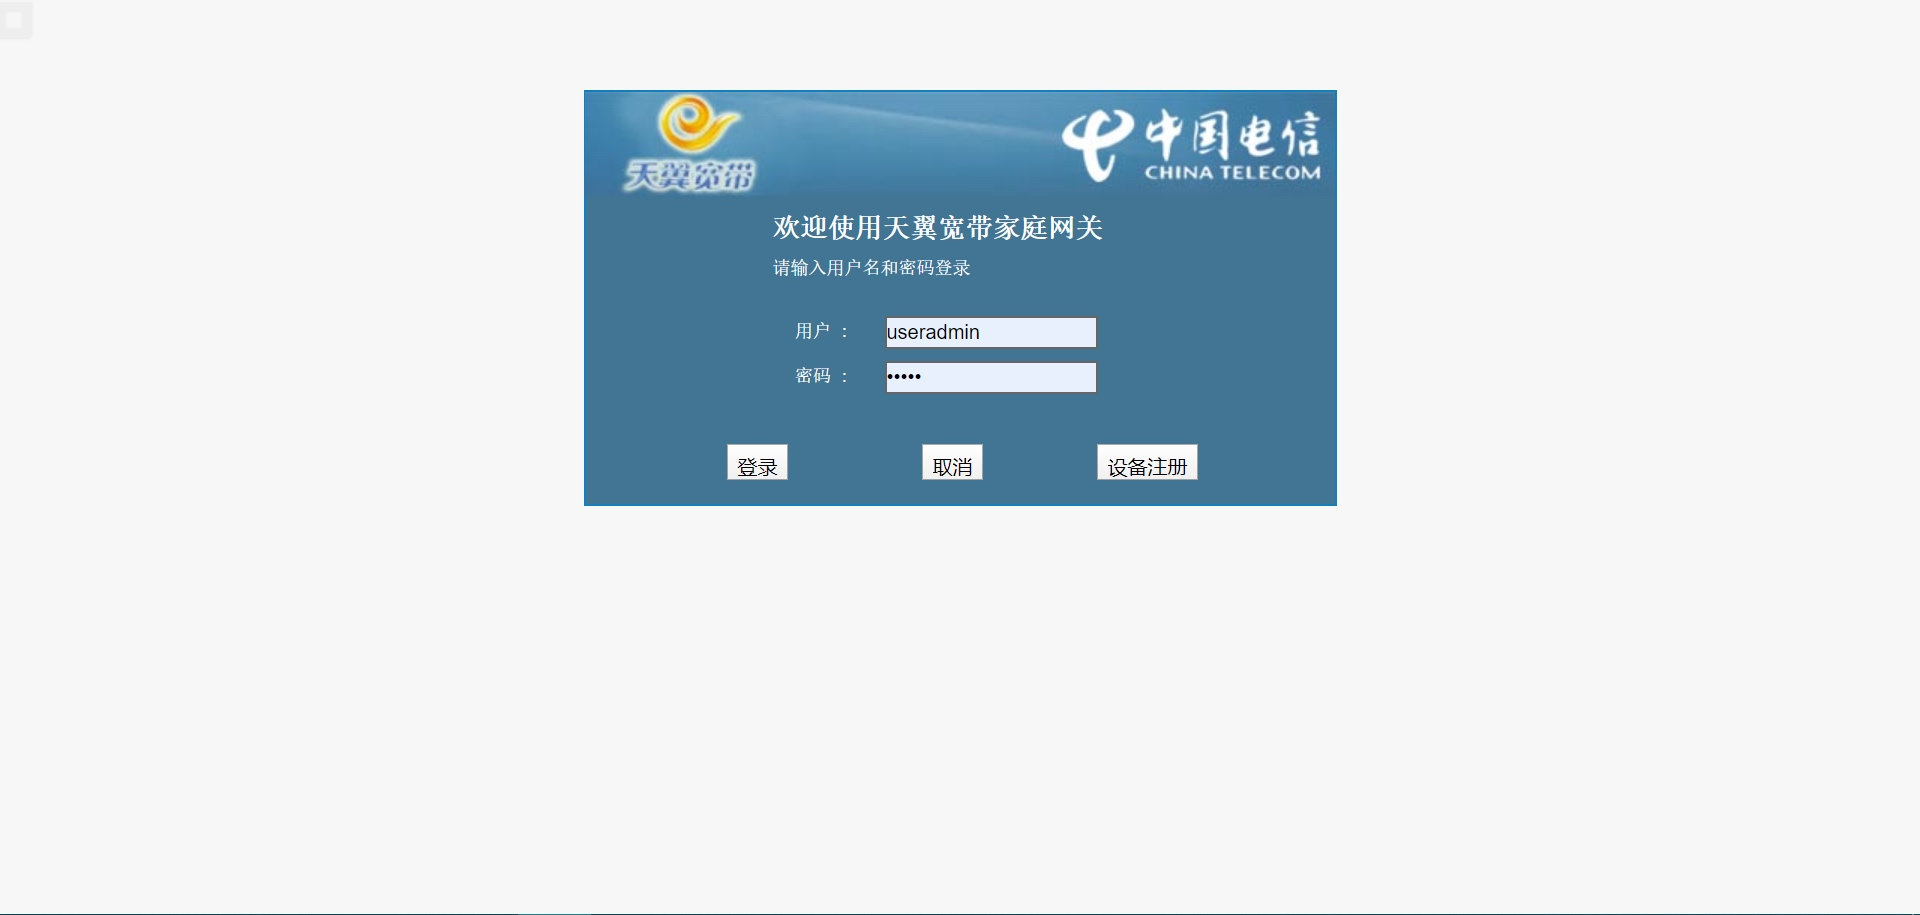 天翼宽带
中国电信
CHINA TELECOM
欢迎使用天翼宽带家庭网关
请输入用户名和密码登录
用户 ： useradmin
密码 ： •••••
登录 取消 设备注册